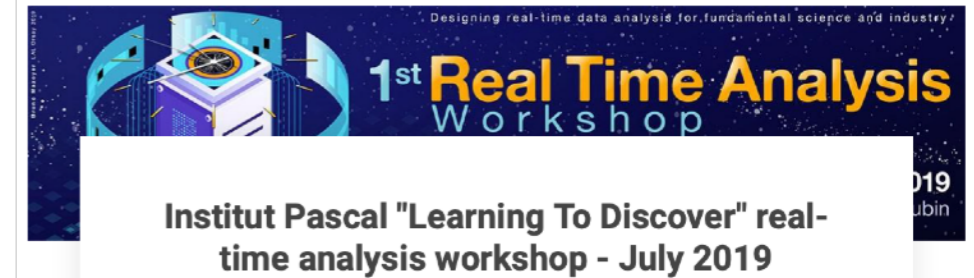 Designing real-time data analysis for fundamental science and industry
1st Real Time Analysis
Workshop
019
ubin
Institut Pascal "Learning To Discover" real-
time analysis workshop - July 2019